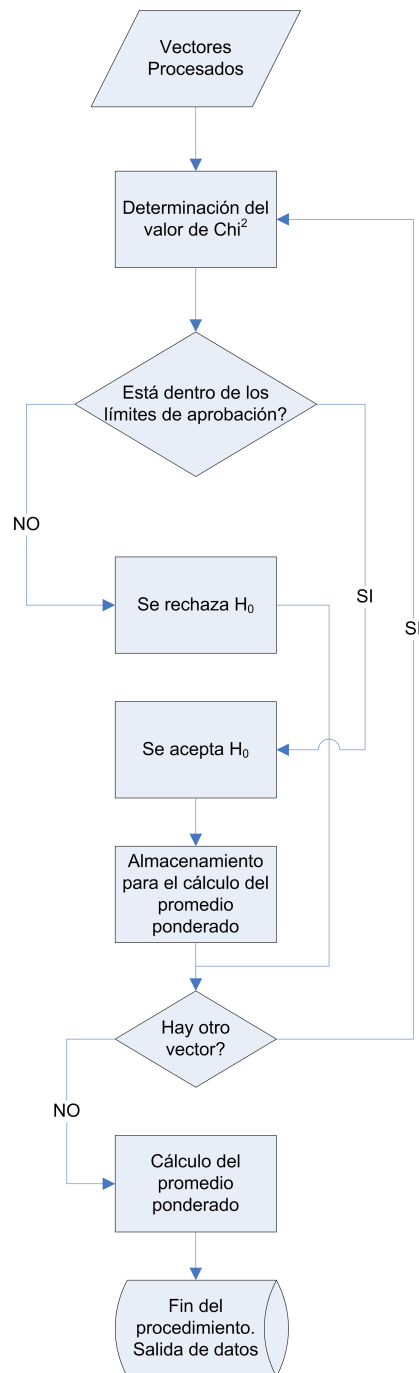 Vectores
Procesados
Determinación del
valor de Chi²
Está dentro de los
límites de aprobación?
NO
SI
SI
Se rechaza H₀
Se acepta H₀
Almacenamiento
para el cálculo del
promedio
ponderado
Hay otro
vector?
NO
Cálculo del
promedio
ponderado
Fin del
procedimiento.
Salida de datos